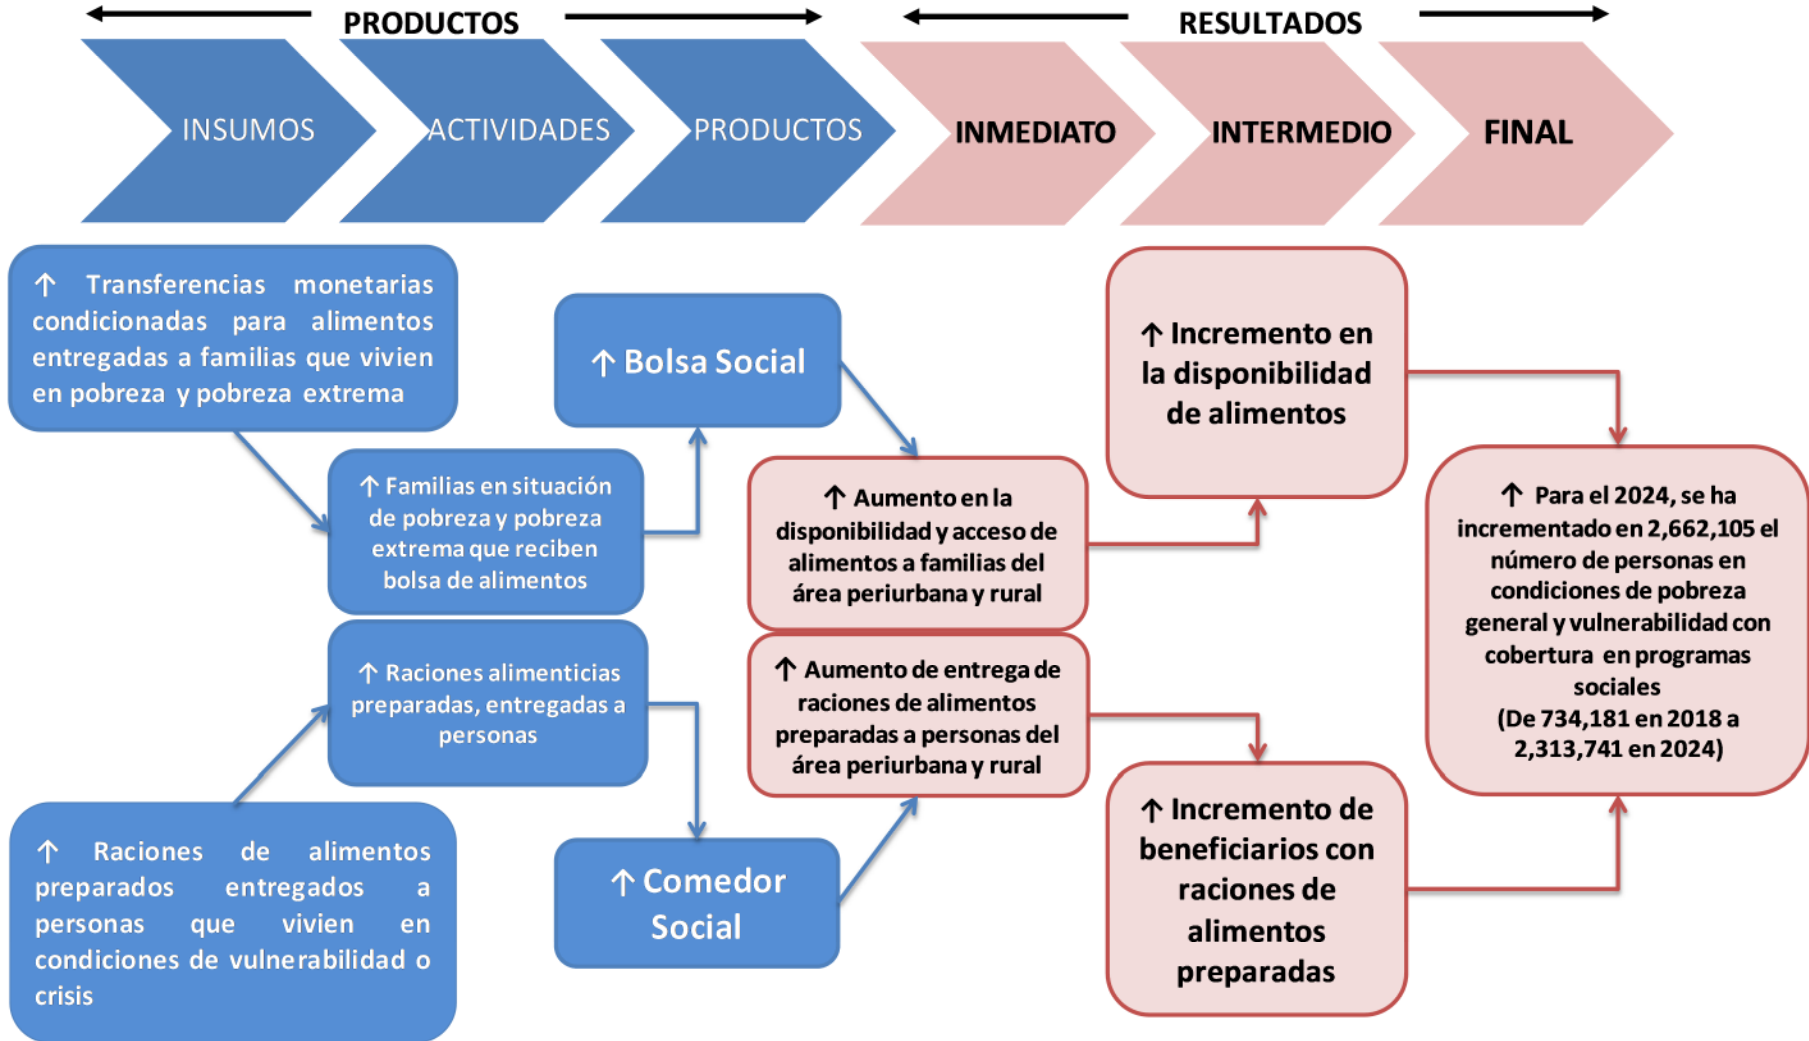 PRODUCTOS
RESULTADOS
INSUMOS
ACTIVIDADES
PRODUCTOS
INMEDIATO
INTERMEDIO
FINAL
↑ Transferencias monetarias
condicionadas para alimentos
entregadas a familias que vivien
en pobreza y pobreza extrema
↑ Familias en situación
de pobreza y pobreza
extrema que reciben
bolsa de alimentos
↑ Bolsa Social
↑ Aumento en la
disponibilidad y acceso de
alimentos a familias del
área periurbana y rural
↑ Incremento en
la disponibilidad
de alimentos
↑ Para el 2024, se ha
incrementado en 2,662,105 el
número de personas en
condiciones de pobreza
general y vulnerabilidad con
cobertura en programas
sociales
(De 734,181 en 2018 a
2,313,741 en 2024)
↑ Raciones de alimentos
preparados entregados a
personas que vivien en
condiciones de vulnerabilidad o
crisis
↑ Raciones alimenticias
preparadas, entregadas a
personas
↑ Comedor
Social
↑ Aumento de entrega de
raciones de alimentos
preparadas a personas del
área periurbana y rural
↑ Incremento de
beneficiarios con
raciones de
alimentos
preparadas